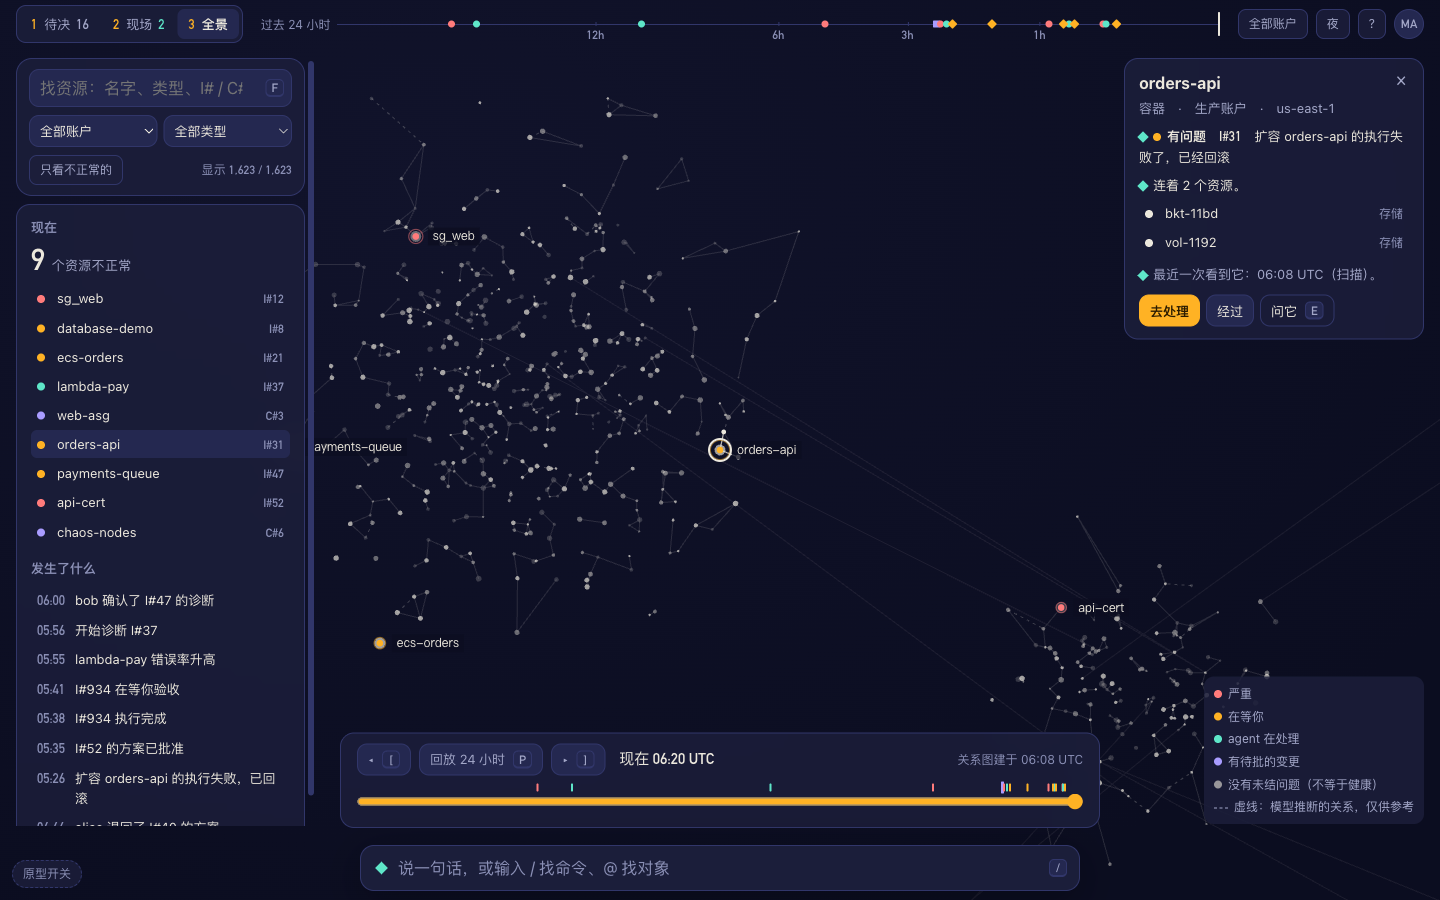 1 待决 16  2 现场 2  3 全景
过去 24 小时
12h  6h  3h  1h
全部账户  夜  ?  MA
找资源：名字、类型、I# / C#  F
全部账户  全部类型
只看不正常的  显示 1,623 / 1,623
现在
9 个资源不正常
sg_web  I#12
database-demo  I#8
ecs-orders  I#21
lambda-pay  I#37
web-asg  C#3
orders-api  I#31
payments-queue  I#47
api-cert  I#52
chaos-nodes  C#6
发生了什么
06:00 bob 确认了 I#47 的诊断
05:56 开始诊断 I#37
05:55 lambda-pay 错误率升高
05:41 I#934 在等你验收
05:38 I#934 执行完成
05:35 I#52 的方案已批准
05:26 扩容 orders-api 的执行失败，已回
滚
sg_web
ayments-queue
orders-api
ecs-orders
api-cert
orders-api  ×
容器 · 生产账户 · us-east-1
有问题 I#31 扩容 orders-api 的执行失
败了，已经回滚
连着 2 个资源。
bkt-11bd  存储
vol-1192  存储
最近一次看到它：06:08 UTC（扫描）。
去处理  经过  问它 E
严重
在等你
agent 在处理
有待批的变更
没有未结问题（不等于健康）
虚线：模型推断的关系，仅供参考
[  回放 24 小时 P  ]  现在 06:20 UTC  关系图建于 06:08 UTC
说一句话，或输入 / 找命令、@ 找对象  /
原型开关